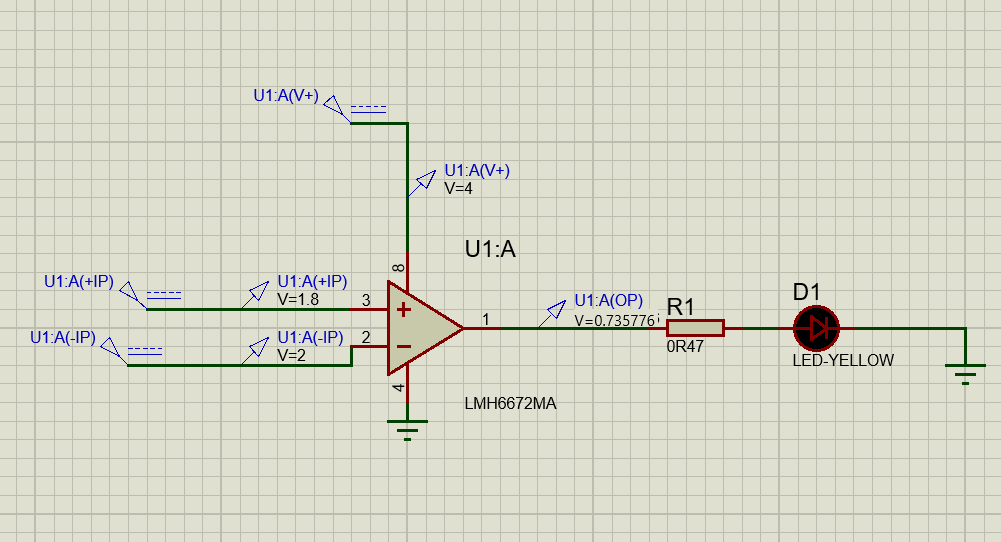 U1:A(V+)
U1:A(V+)
V=4
U1:A
8
U1:A(+IP)
U1:A(+IP)
V=1.8
3
U1:A(-IP)
U1:A(-IP)
V=2
2
1
4
LMH6672MA
U1:A(OP)
V=0.735776
R1
0R47
D1
LED-YELLOW